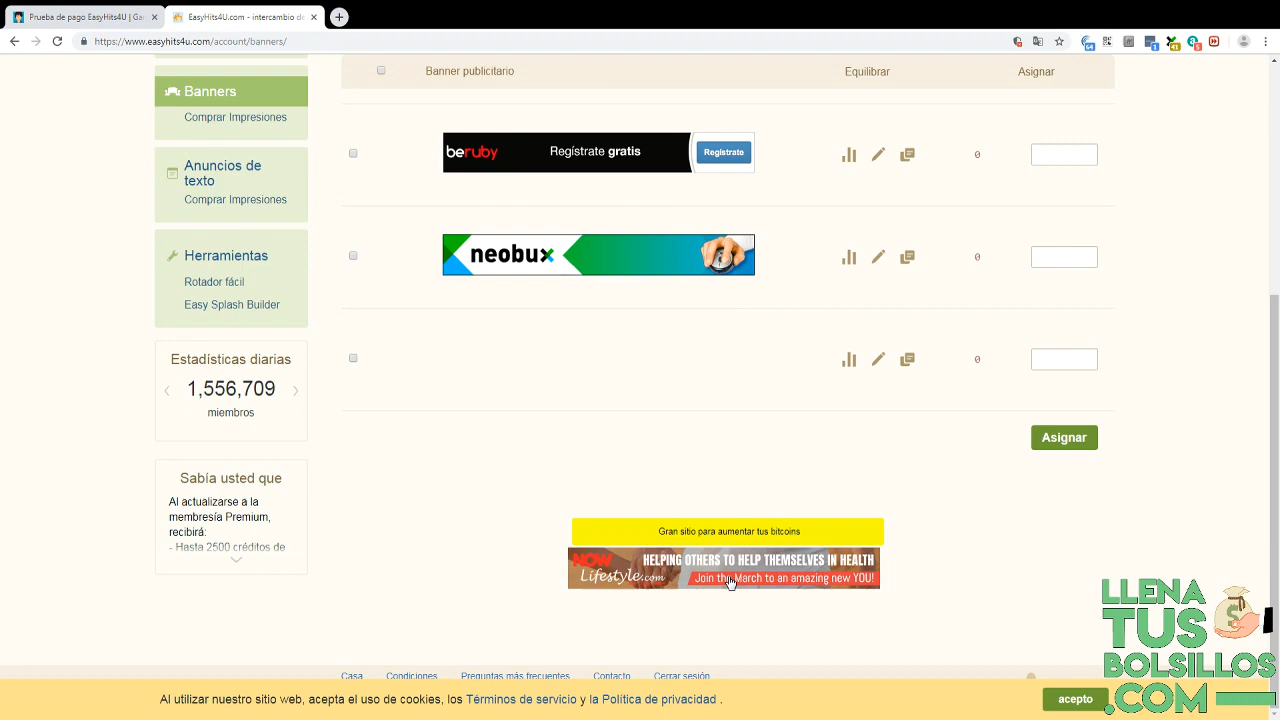 Prueba de pago EasyHits4U | Ga
EasyHits4U.com - intercambio de
https://www.easyhits4u.com/account/banners/
Banners
Comprar Impresiones
Anuncios de
texto
Comprar Impresiones
Herramientas
Rotador fácil
Easy Splash Builder
Estadísticas diarias
1,556,709
miembros
Sabía usted que
Al actualizarse a la
membresía Premium,
recibirá:
- Hasta 2500 créditos de
Banner publicitario
Equilibrar
Asignar
beruby
Regístrate gratis
Regístrato
0
neobux
0
0
Asignar
Gran sitio para aumentar tus bitcoins
NOW
Lifestyle.com
HELPING OTHERS TO HELP THEMSELVES IN HEALTH
Join the March to an amazing new YOU!
Casa
Condiciones
Preguntas más frecuentes
Contacto
Cerrar sesión
Al utilizar nuestro sitio web, acepta el uso de cookies, los Términos de servicio y la Política de privacidad .
acepto
LLENA
TUS
BOLSILLOS
.COM